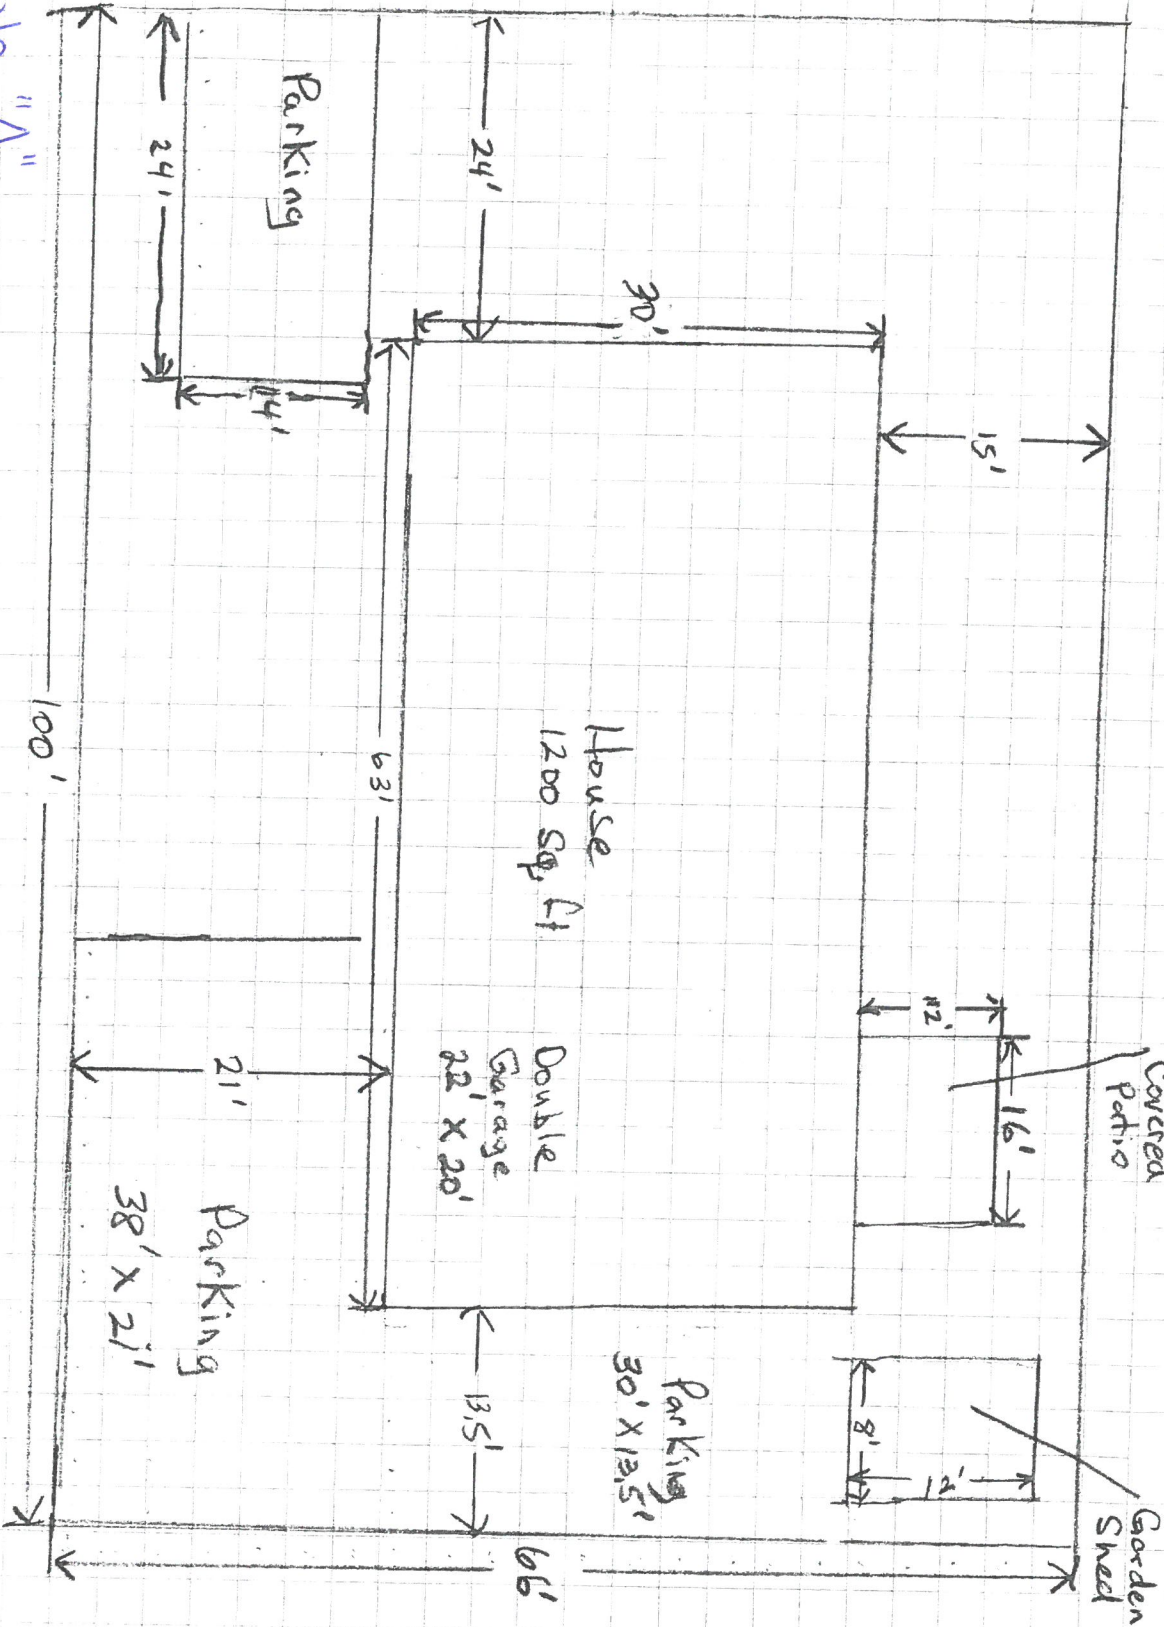 "A"
Parking
24'
24'
14'
30'
15'
House
1200 sq. ft
63'
100'
12'
16'
Covered
Patio
Double
Garage
22' X 20'
21'
Parking
38' X 21'
13.5'
Parking
30' X 13.5'
8'
12'
Garden
Shed
66'